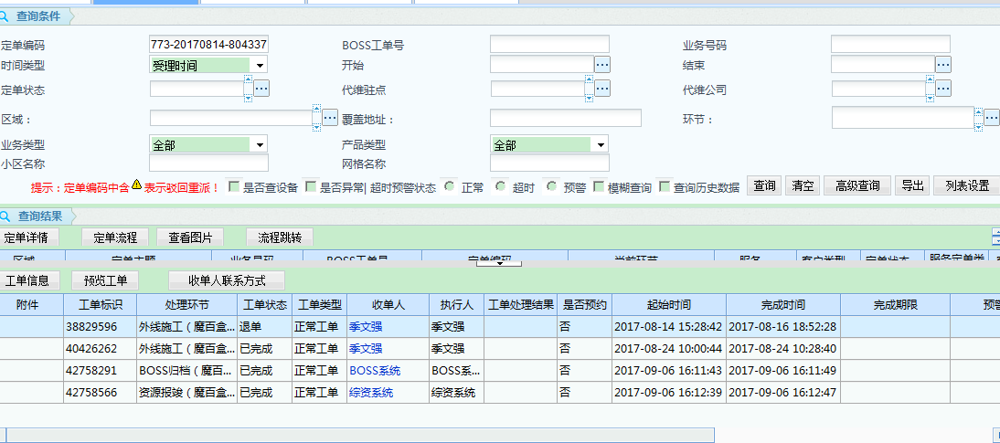 查询条件
定单编码 773-20170814-804337 BOSS工单号 业务号码
时间类型 受理时间 开始 结束
定单状态 代维驻点 代维公司
区域： 覆盖地址： 环节：
业务类型 全部 产品类型 全部
小区名称 网格名称
提示：定单编码中含 表示驳回重派！ 是否查设备 是否异常| 超时预警状态 正常 超时 预警 模糊查询 查询历史数据 查询 清空 高级查询 导出 列表设置
查询结果
定单详情 定单流程 查看图片 流程跳转
区域 定单主题 业务号码 BOSS工单号 定单编码 当前环节 服务 客户类型 定单状态 服务定单类
工单信息 预览工单 收单人联系方式
附件 工单标识 处理环节 工单状态 工单类型 收单人 执行人 工单处理结果 是否预约 起始时间 完成时间 完成期限 预警
38829596 外线施工（魔百盒... 退单 正常工单 季文强 季文强 否 2017-08-14 15:28:42 2017-08-16 18:52:28
40426262 外线施工（魔百盒... 已完成 正常工单 季文强 季文强 否 2017-08-24 10:00:44 2017-08-24 10:28:40
42758291 BOSS归档（魔百... 已完成 正常工单 BOSS系统 BOSS系... 否 2017-09-06 16:11:43 2017-09-06 16:11:49
42758566 资源报竣（魔百盒... 已完成 正常工单 综资系统 综资系统 否 2017-09-06 16:12:39 2017-09-06 16:12:47